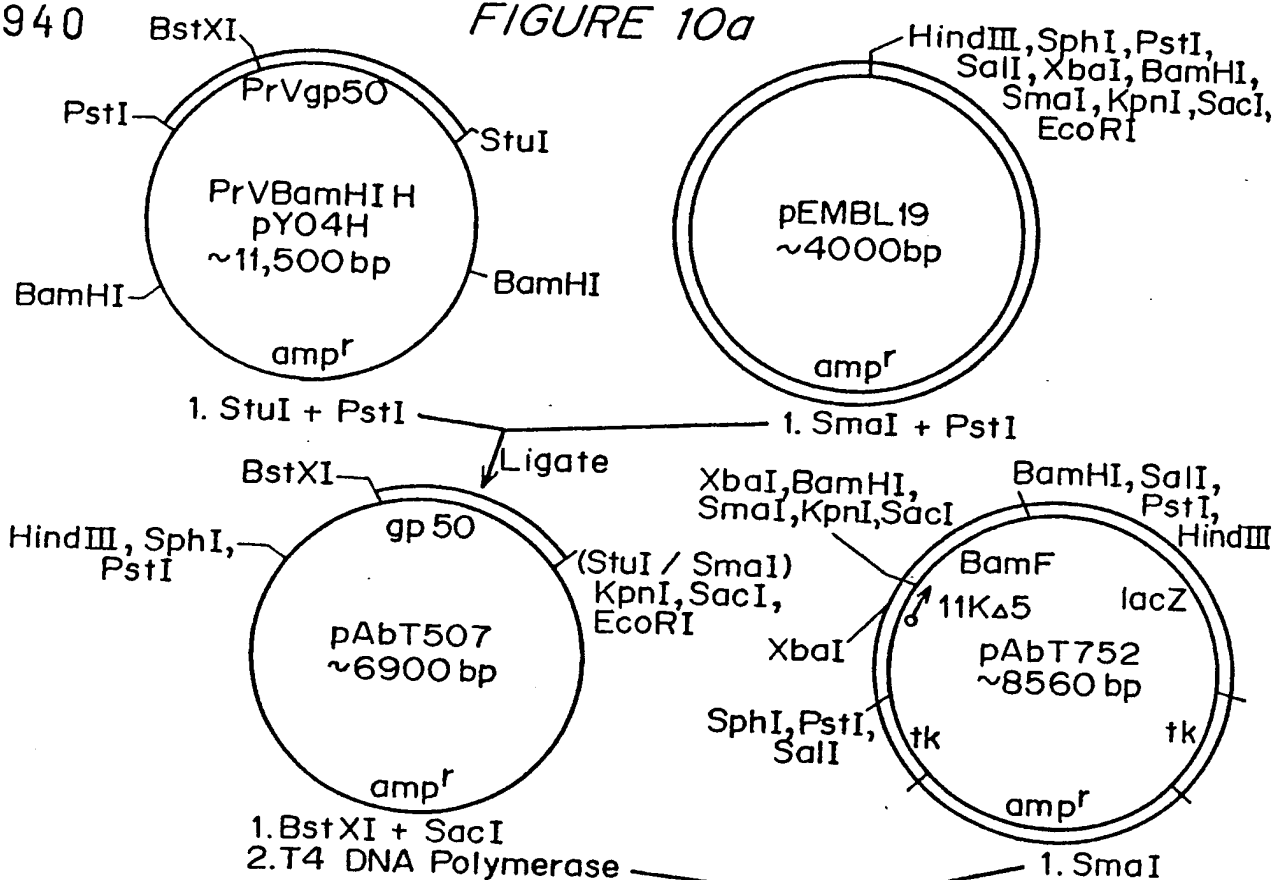 940
FIGURE 10a
BstXI
PrVgp50
PstI
StuI
PrVBamHI H
pY04H
~11,500 bp
BamHI
BamHI
amp^r
HindIII, SphI, PstI,
SalI, XbaI, BamHI,
SmaI, KpnI, SacI,
EcoRI
pEMBL19
~4000bp
amp^r
1. StuI + PstI
1. SmaI + PstI
Ligate
BstXI
gp 50
HindIII, SphI,
PstI
(StuI / SmaI)
KpnI, SacI,
EcoRI
pAbT507
~6900 bp
amp^r
XbaI, BamHI,
SmaI, KpnI, SacI
BamHI, SalI,
PstI,
HindIII
BamF
11K△5
lacZ
XbaI
pAbT752
~8560 bp
SphI, PstI,
SalI
tk
tk
amp^r
1. BstXI + SacI
2. T4 DNA Polymerase
1. SmaI